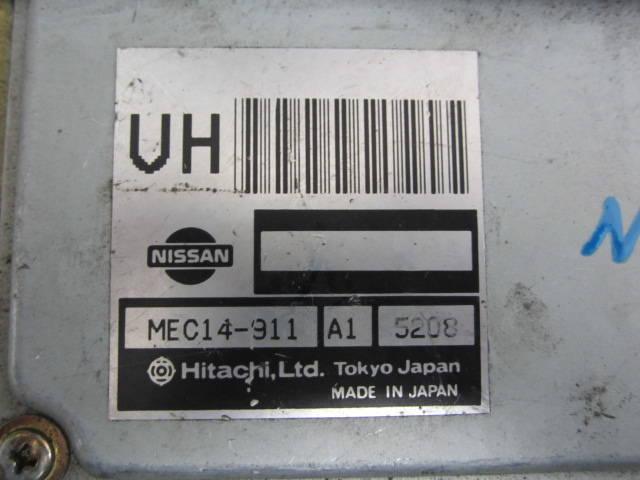 VH
NISSAN
MEC14-911 A1 5208
Hitachi, Ltd. Tokyo Japan
MADE IN JAPAN
N